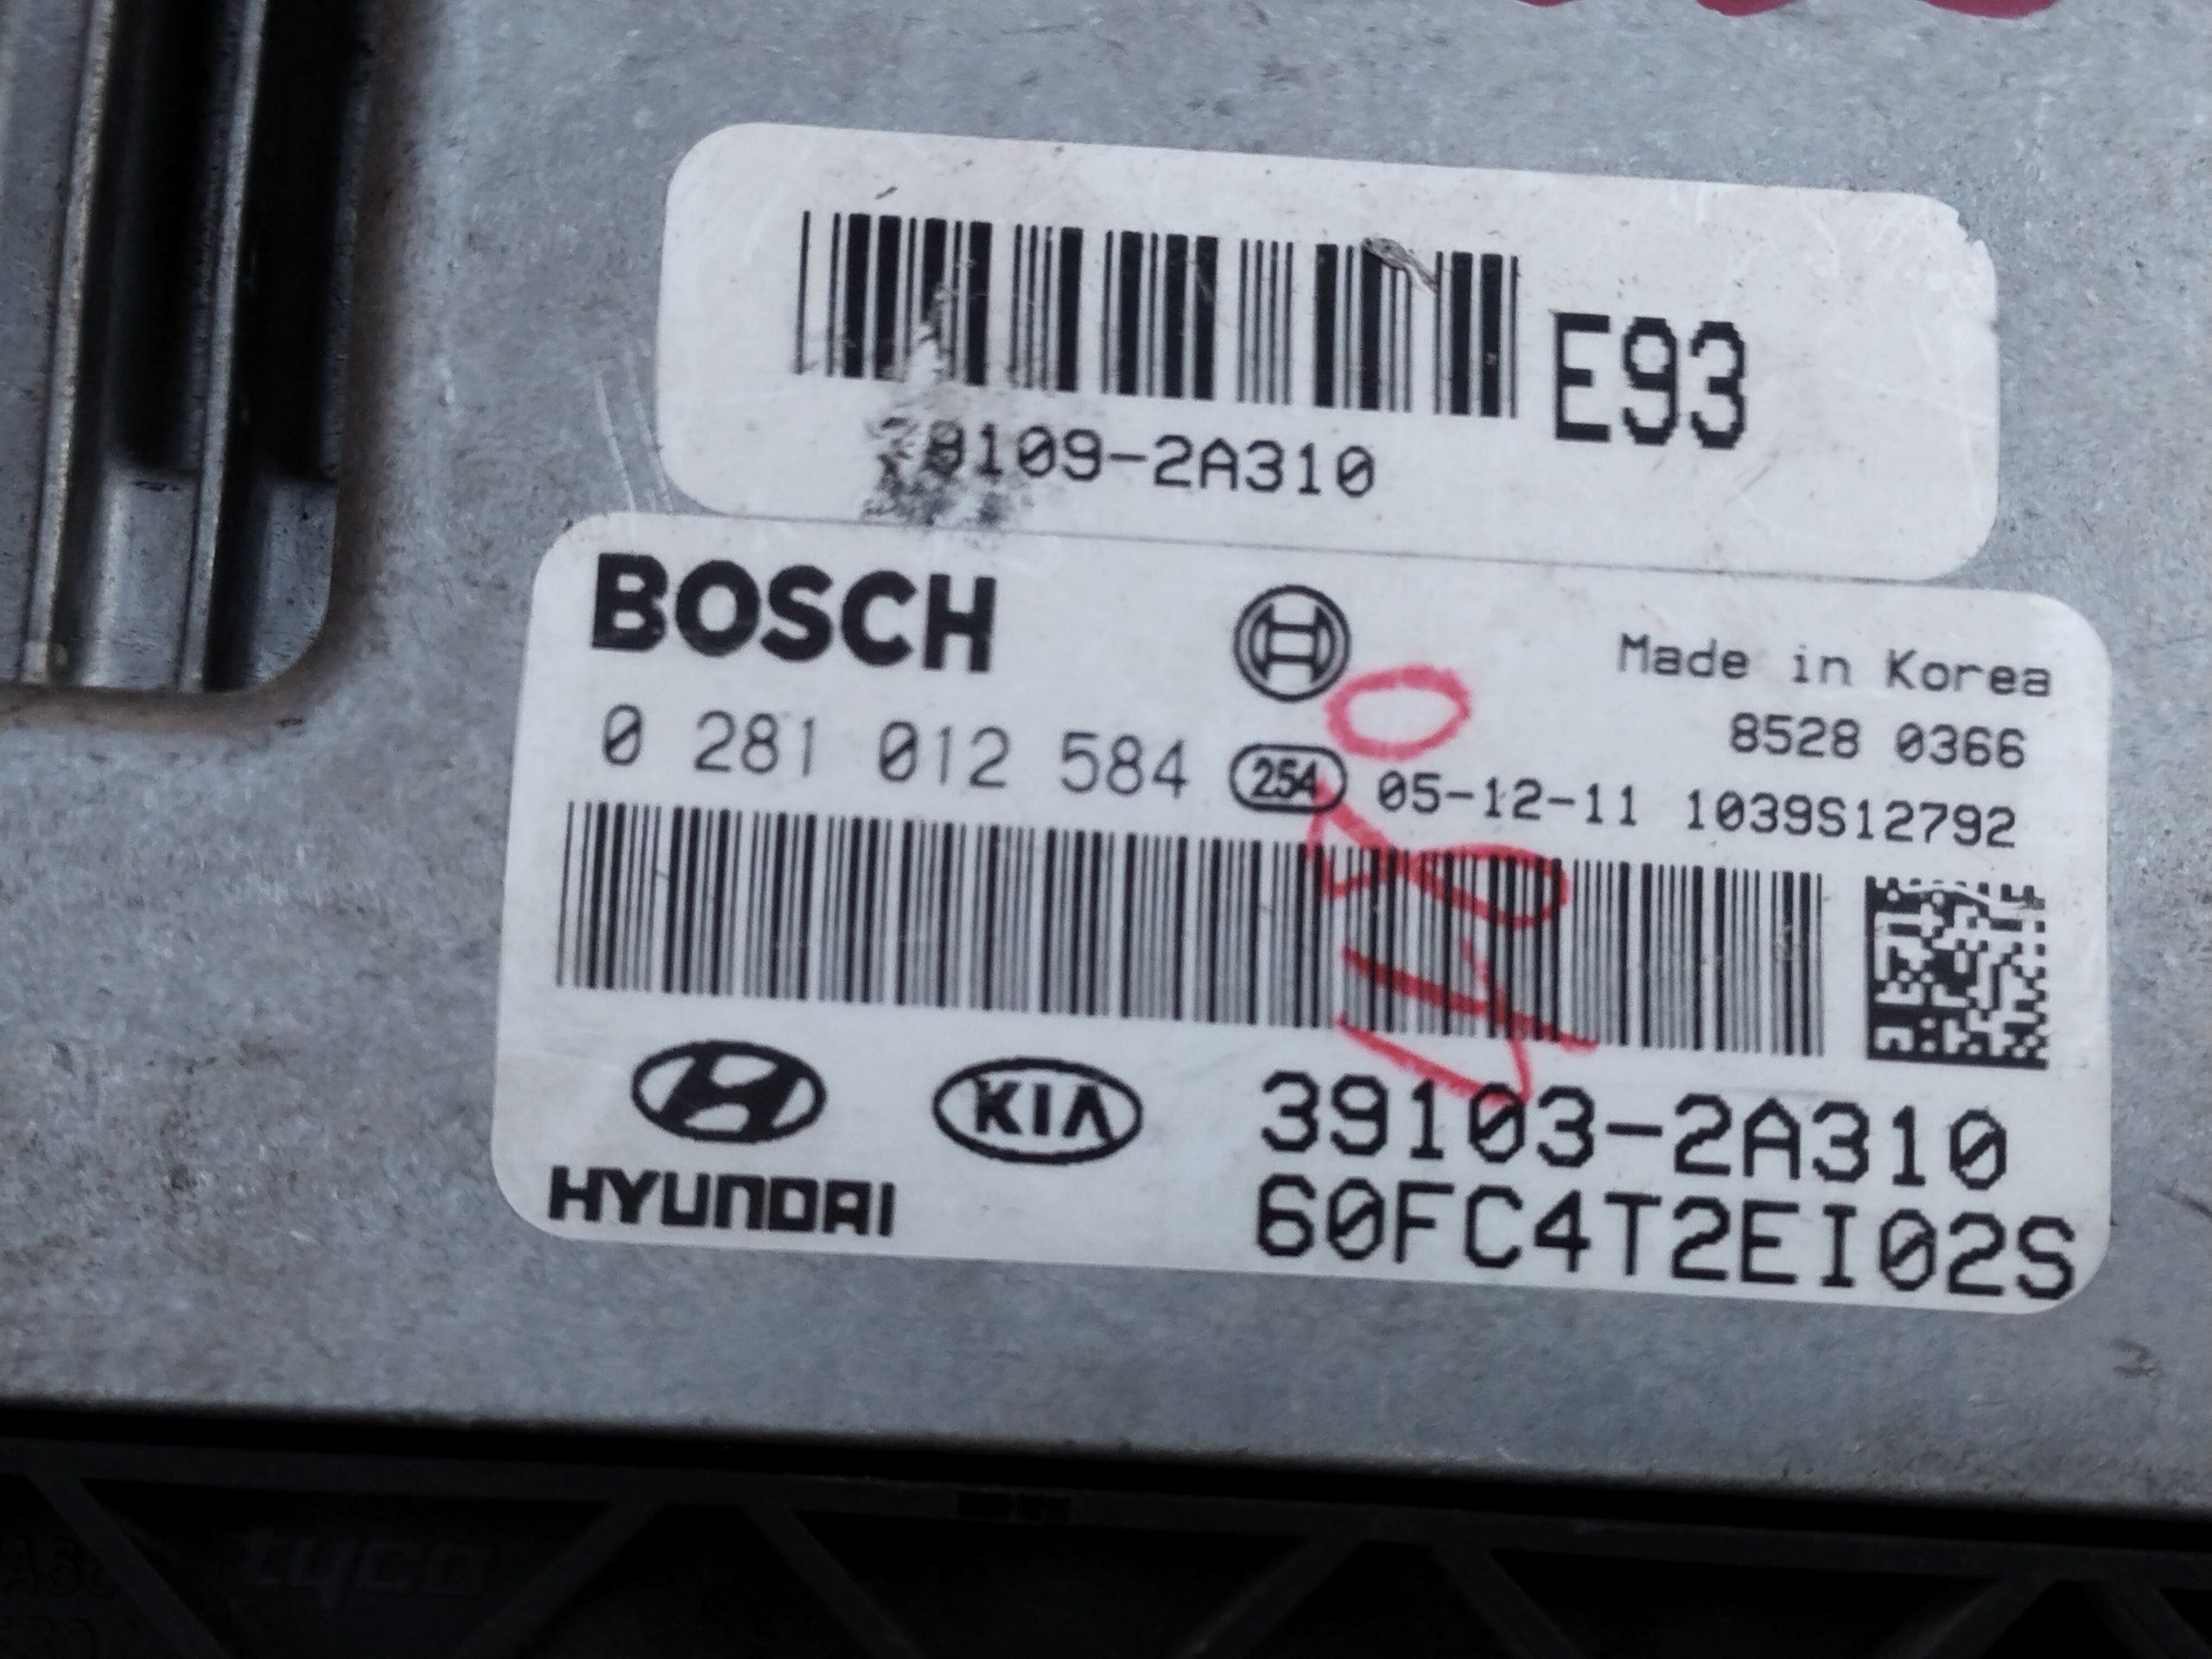 E93
39109-2A310
BOSCH
Made in Korea
8528 0366
0 281 012 584 254 05-12-11 1039S12792
HYUNDAI
KIA
39103-2A310
60FC4T2EI02S
tyco